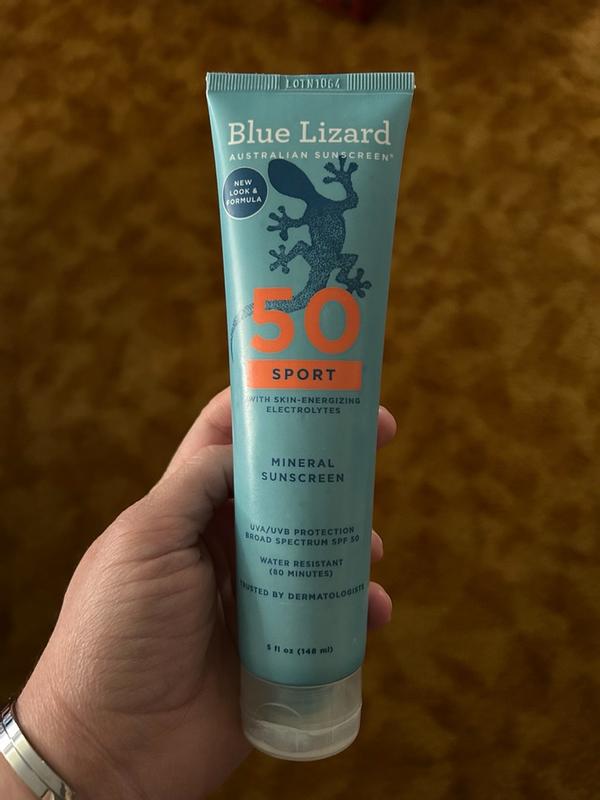 LOTN1064
Blue Lizard
AUSTRALIAN SUNSCREEN®
NEW
LOOK &
FORMULA
50
SPORT
WITH SKIN-ENERGIZING
ELECTROLYTES
MINERAL
SUNSCREEN
UVA/UVB PROTECTION
BROAD SPECTRUM SPF 50
WATER RESISTANT
(80 MINUTES)
TRUSTED BY DERMATOLOGISTS
5 fl oz (148 ml)